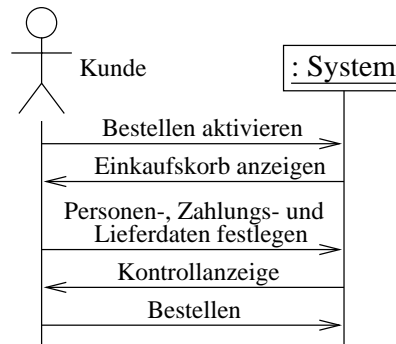 Kunde
: System
Bestellen aktivieren
Einkaufskorb anzeigen
Personen-, Zahlungs- und
Lieferdaten festlegen
Kontrollanzeige
Bestellen